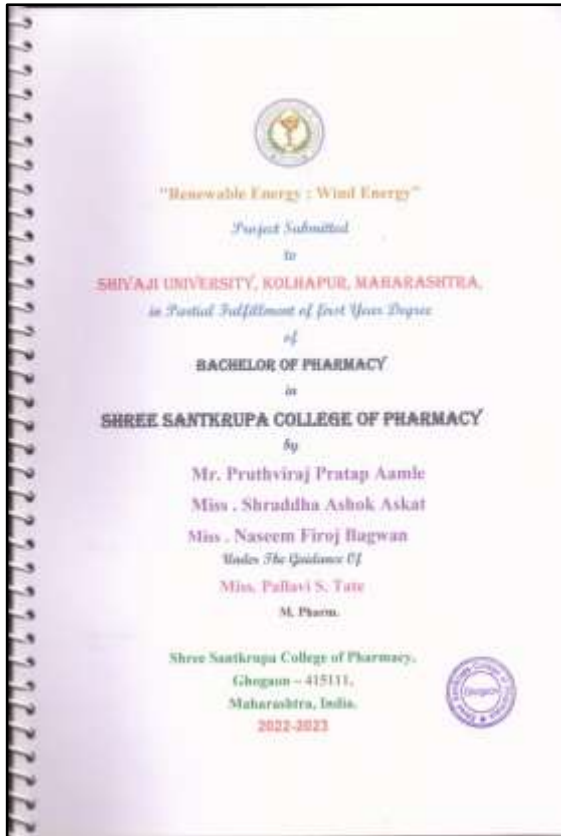 "Renewable Energy : Wind Energy"
Project Submitted
to
SHIVAJI UNIVERSITY, KOLHAPUR, MAHARASHTRA,
in Partial Fulfillment of first Year Degree
of
BACHELOR OF PHARMACY
in
SHREE SANTKRUPA COLLEGE OF PHARMACY
by
Mr. Pruthviraj Pratap Aamle
Miss . Shraddha Ashok Askat
Miss . Naseem Firoj Bagwan
Under The Guidance Of
Miss. Pallavi S. Tate
M. Pharm.
Shree Santkrupa College of Pharmacy,
Ghogaon – 415111,
Maharashtra, India.
2022-2023
Ghogaon